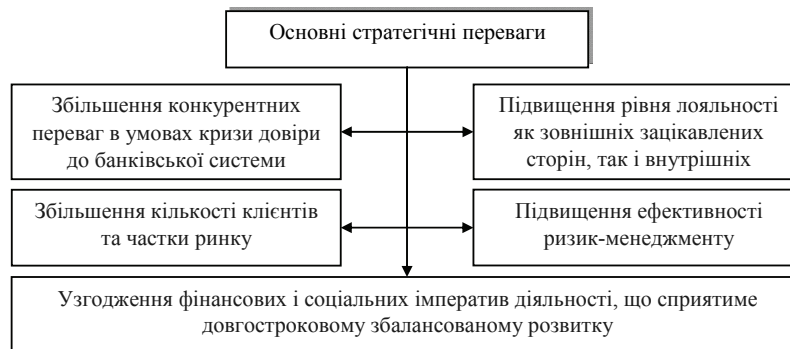 Основні стратегічні переваги
Збільшення конкурентних
переваг в умовах кризи довіри
до банківської системи
Підвищення рівня лояльності
як зовнішніх зацікавлених
сторін, так і внутрішніх
Збільшення кількості клієнтів
та частки ринку
Підвищення ефективності
ризик-менеджменту
Узгодження фінансових і соціальних імператив діяльності, що сприятиме
довгостроковому збалансованому розвитку